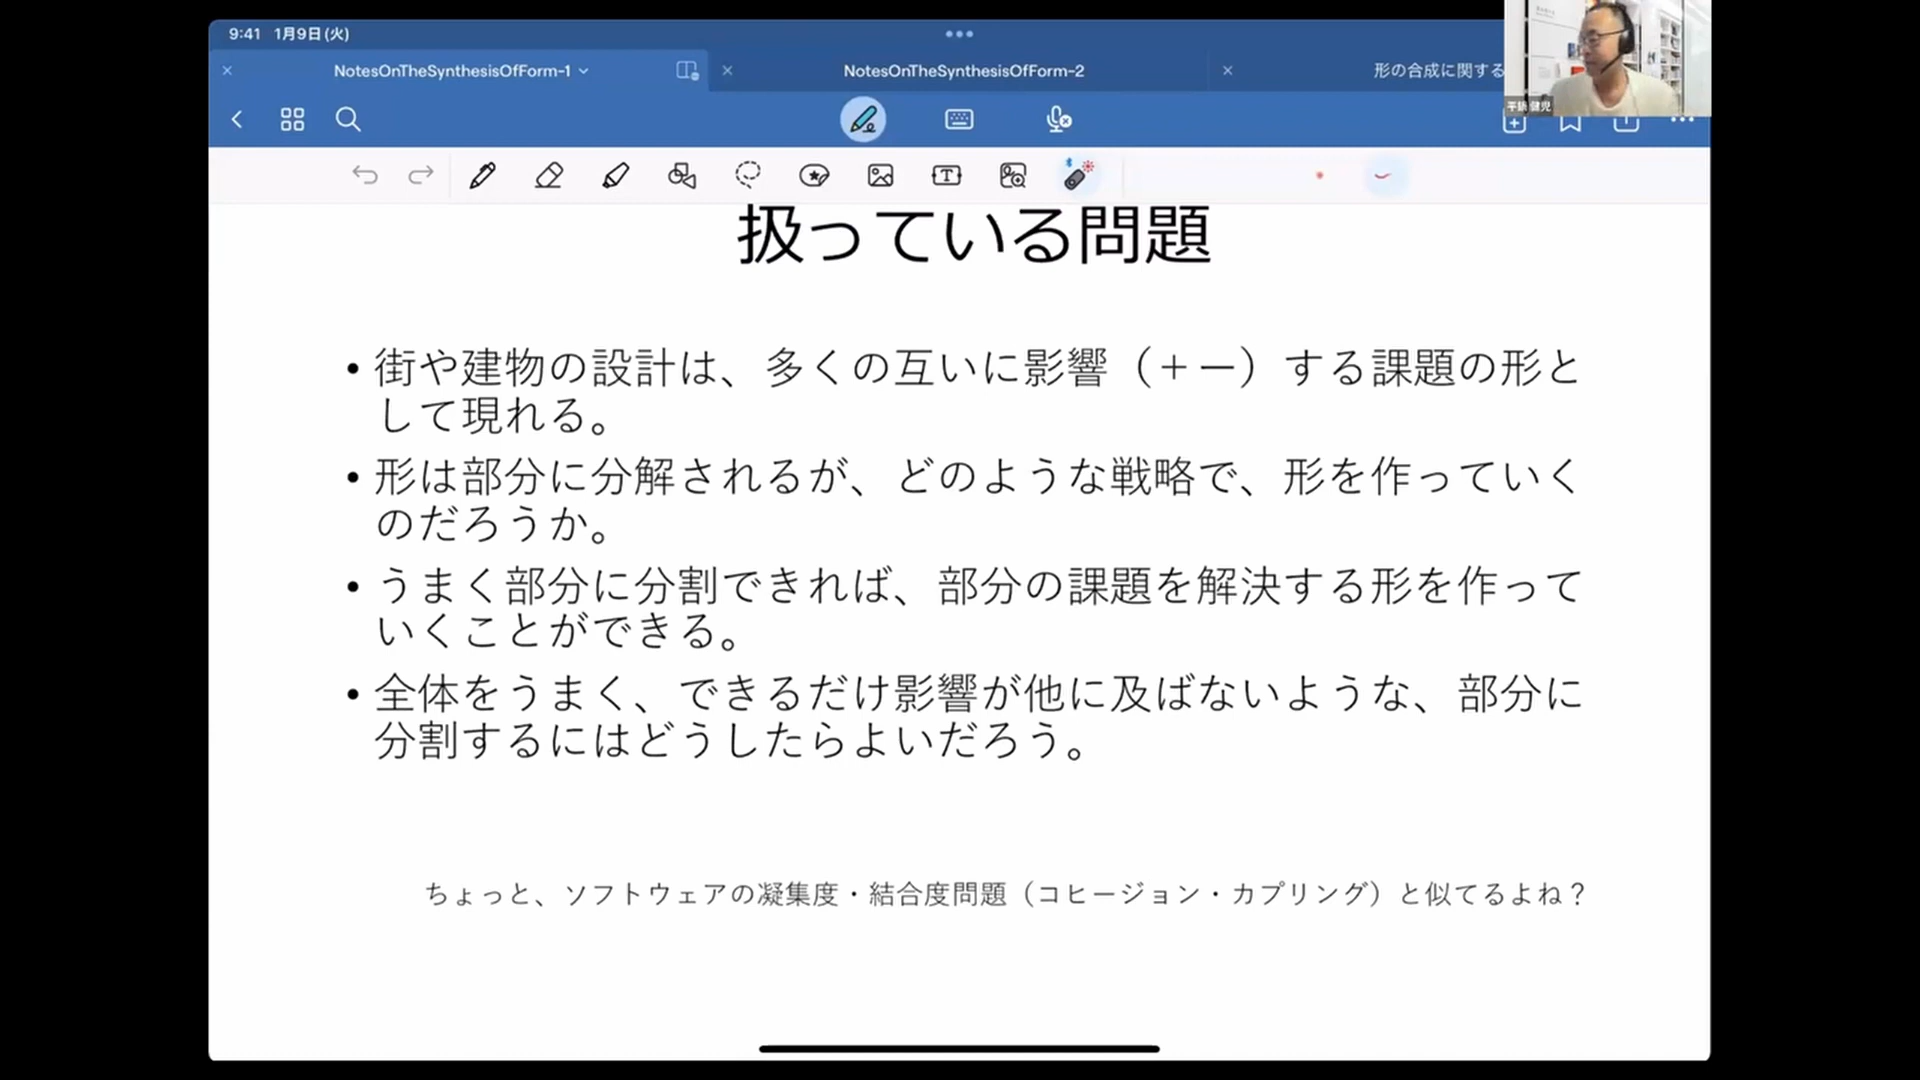 9:41 1月9日(火)
NotesOnTheSynthesisOfForm-1
NotesOnTheSynthesisOfForm-2
形の合成に関する
平鍋 健児
扱っている問題
• 街や建物の設計は、多くの互いに影響（＋－）する課題の形と
して現れる。
• 形は部分に分解されるが、どのような戦略で、形を作っていく
のだろうか。
• うまく部分に分割できれば、部分の課題を解決する形を作って
いくことができる。
• 全体をうまく、できるだけ影響が他に及ばないような、部分に
分割するにはどうしたらよいだろう。
ちょっと、ソフトウェアの凝集度・結合度問題（コヒージョン・カプリング）と似てるよね？